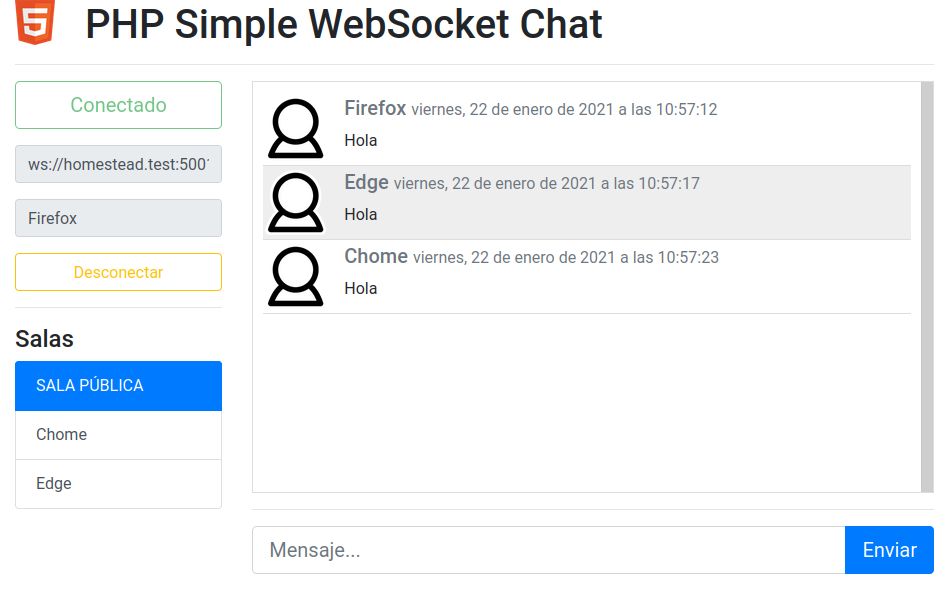 PHP Simple WebSocket Chat
Conectado
ws://homestead.test:500
Firefox
Desconectar
Salas
SALA PÚBLICA
Chome
Edge
Firefox viernes, 22 de enero de 2021 a las 10:57:12
Hola
Edge viernes, 22 de enero de 2021 a las 10:57:17
Hola
Chome viernes, 22 de enero de 2021 a las 10:57:23
Hola
Mensaje...
Enviar